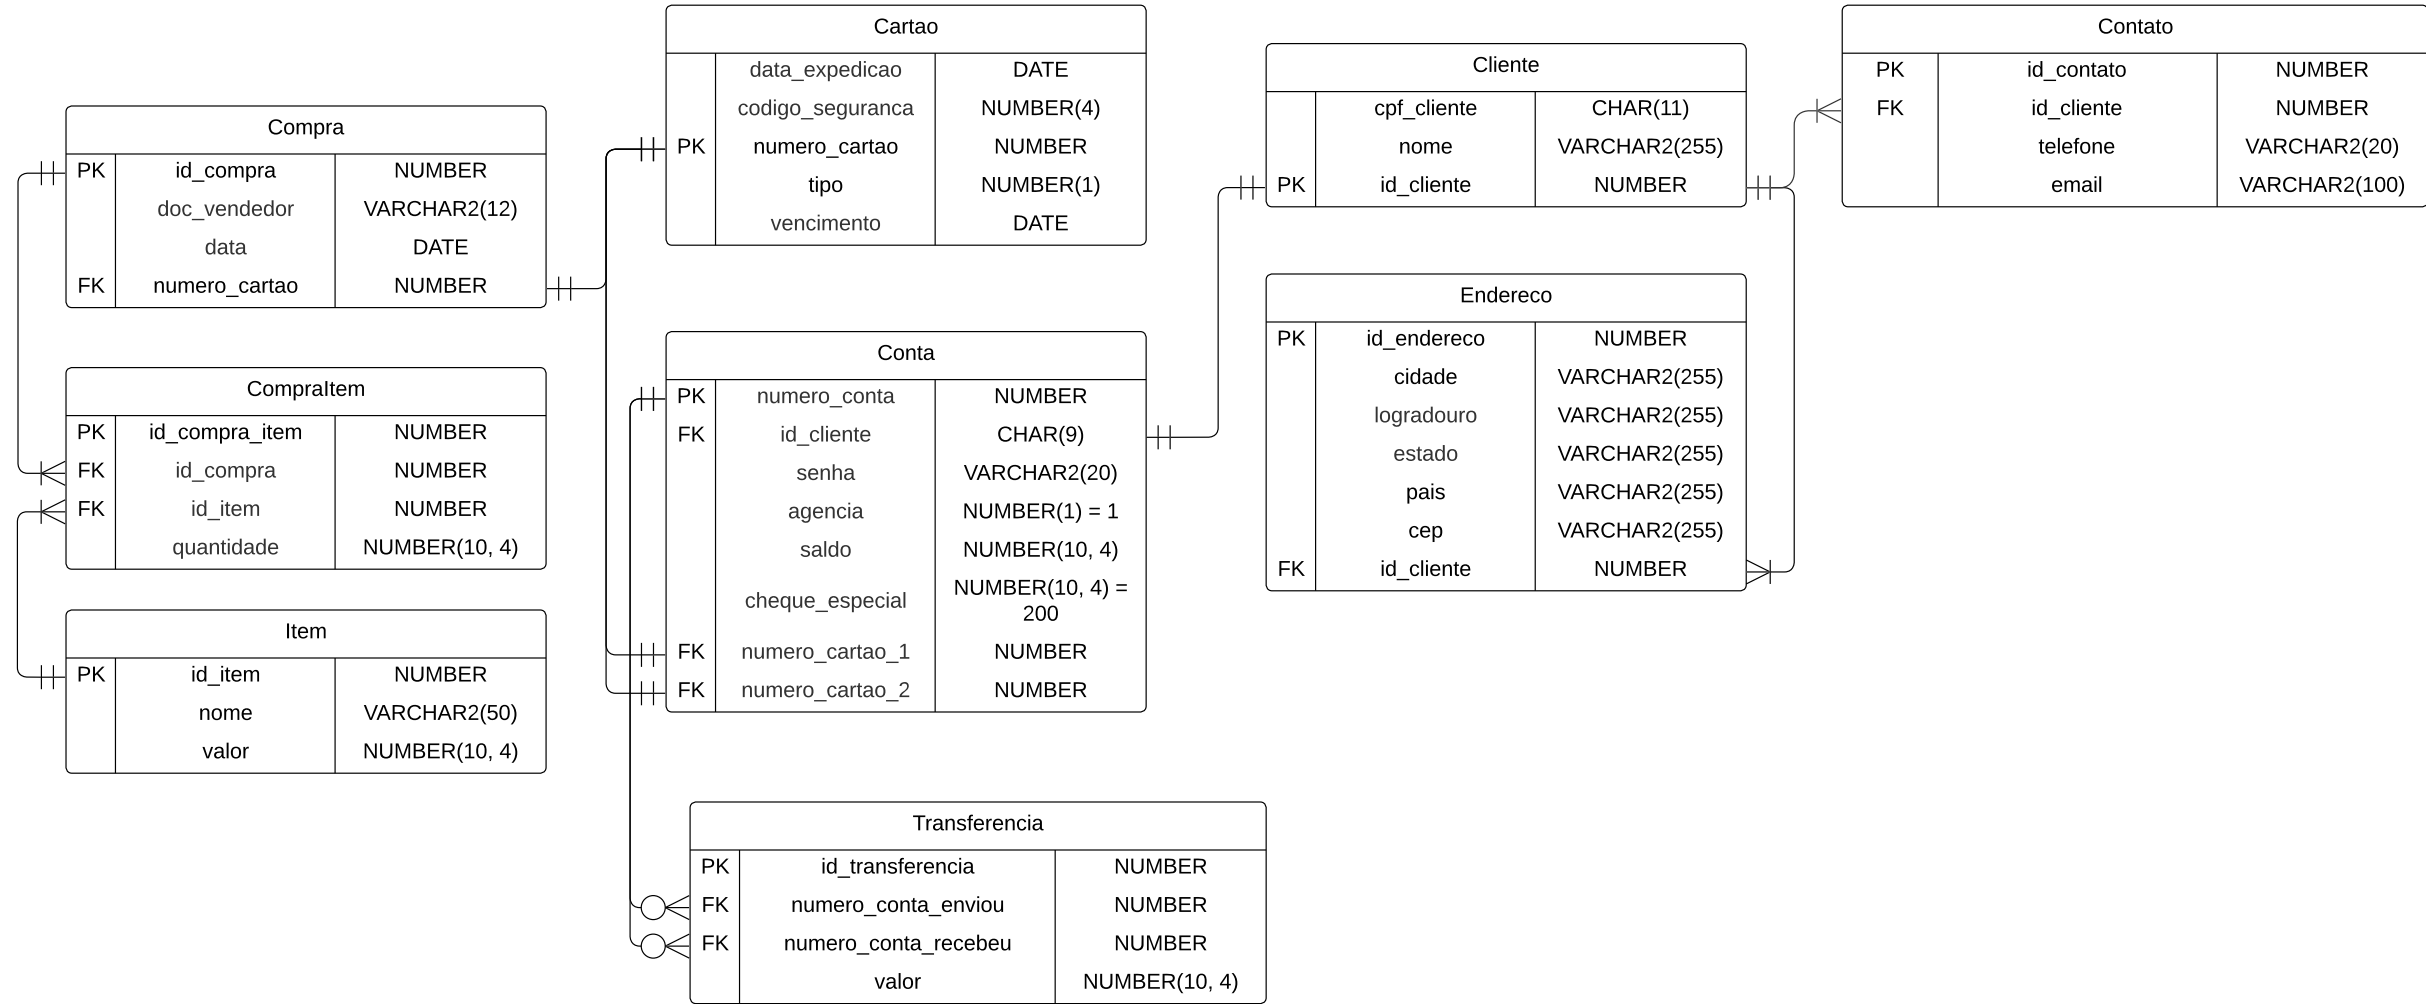 Compra
PK id_compra NUMBER
doc_vendedor VARCHAR2(12)
data DATE
FK numero_cartao NUMBER
CompraItem
PK id_compra_item NUMBER
FK id_compra NUMBER
FK id_item NUMBER
quantidade NUMBER(10, 4)
Item
PK id_item NUMBER
nome VARCHAR2(50)
valor NUMBER(10, 4)
Cartao
data_expedicao DATE
codigo_seguranca NUMBER(4)
PK numero_cartao NUMBER
tipo NUMBER(1)
vencimento DATE
Conta
PK numero_conta NUMBER
FK id_cliente CHAR(9)
senha VARCHAR2(20)
agencia NUMBER(1) = 1
saldo NUMBER(10, 4)
cheque_especial NUMBER(10, 4) =
200
FK numero_cartao_1 NUMBER
FK numero_cartao_2 NUMBER
Transferencia
PK id_transferencia NUMBER
FK numero_conta_enviou NUMBER
FK numero_conta_recebeu NUMBER
valor NUMBER(10, 4)
Cliente
cpf_cliente CHAR(11)
nome VARCHAR2(255)
PK id_cliente NUMBER
Endereco
PK id_endereco NUMBER
cidade VARCHAR2(255)
logradouro VARCHAR2(255)
estado VARCHAR2(255)
pais VARCHAR2(255)
cep VARCHAR2(255)
FK id_cliente NUMBER
Contato
PK id_contato NUMBER
FK id_cliente NUMBER
telefone VARCHAR2(20)
email VARCHAR2(100)